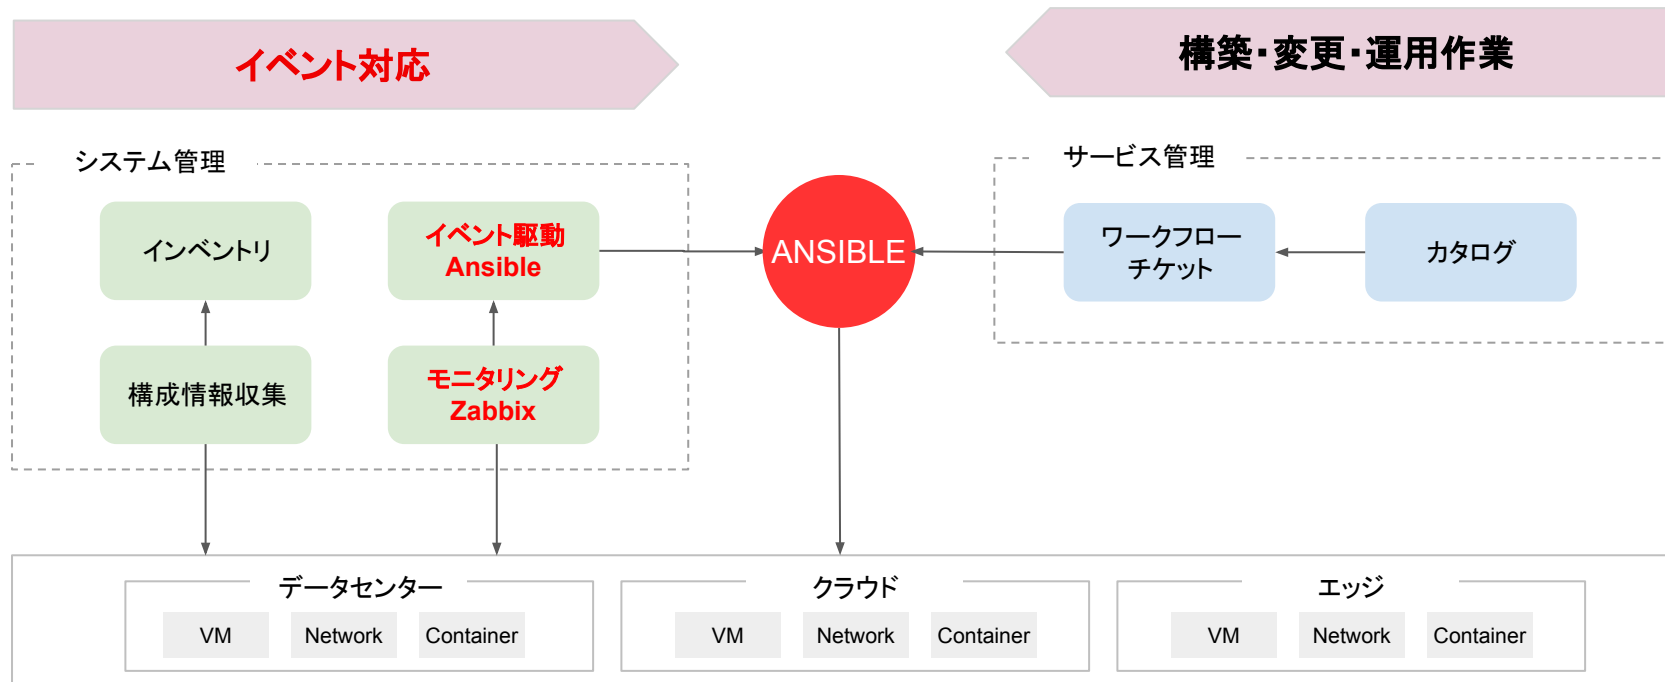 イベント対応
構築・変更・運用作業
システム管理
サービス管理
インベントリ
イベント駆動
Ansible
ANSIBLE
ワークフロー
チケット
カタログ
構成情報収集
モニタリング
Zabbix
データセンター
クラウド
エッジ
VM
Network
Container
VM
Network
Container
VM
Network
Container